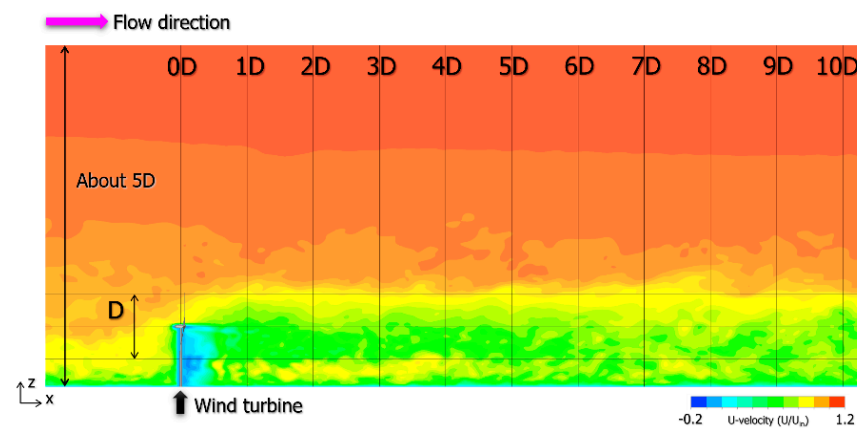 Flow direction
0D 1D 2D 3D 4D 5D 6D 7D 8D 9D 10D
About 5D
D
z
x
Wind turbine
-0.2 U-velocity (U/Uin) 1.2